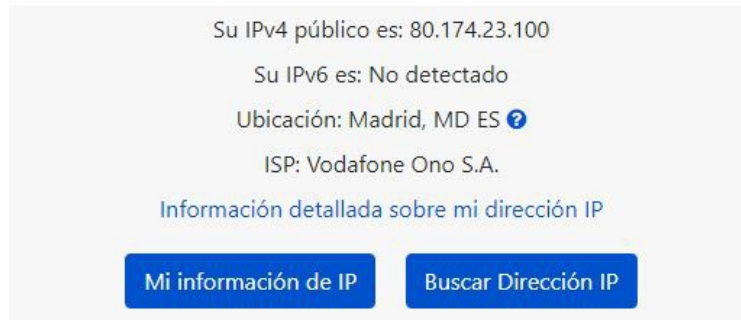 Su IPv4 público es: 80.174.23.100
Su IPv6 es: No detectado
Ubicación: Madrid, MD ES ?
ISP: Vodafone Ono S.A.
Información detallada sobre mi dirección IP
Mi información de IP Buscar Dirección IP